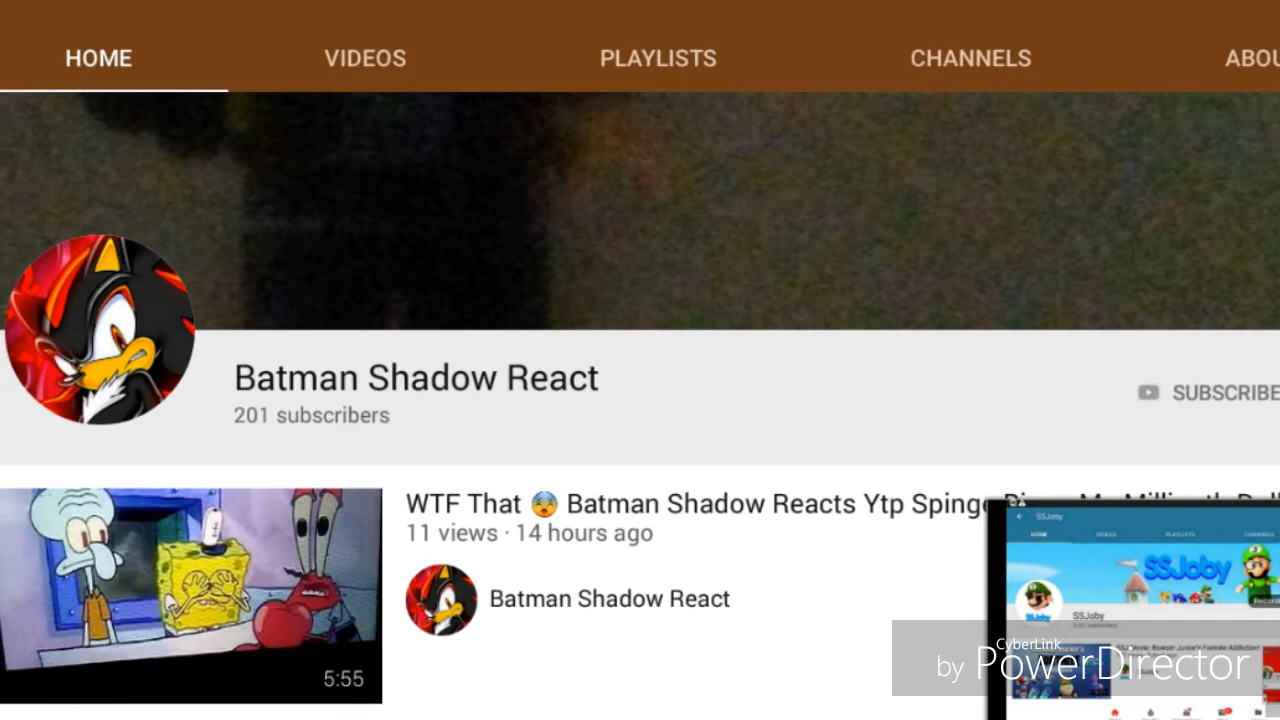 HOME VIDEOS PLAYLISTS CHANNELS ABOU
Batman Shadow React
201 subscribers
SUBSCRIBE
WTF That 😨 Batman Shadow Reacts Ytp Spinge
11 views · 14 hours ago
Batman Shadow React
5:55
SSJoby
HOME VIDEOS PLAYLISTS CHANNELS
SSJoby
SSJoby
CyberLink
by PowerDirector